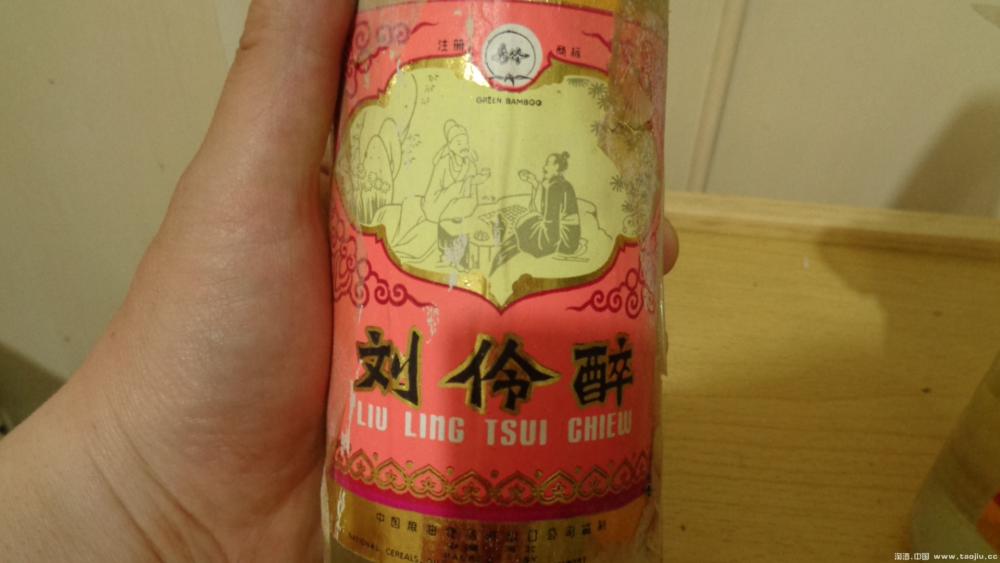 注册 商标
GREEN BAMBOO
刘伶醉
LIU LING TSUI CHIEW
中国粮油
NATIONAL CEREALS,
淘酒.中国 www.taojiu.cc